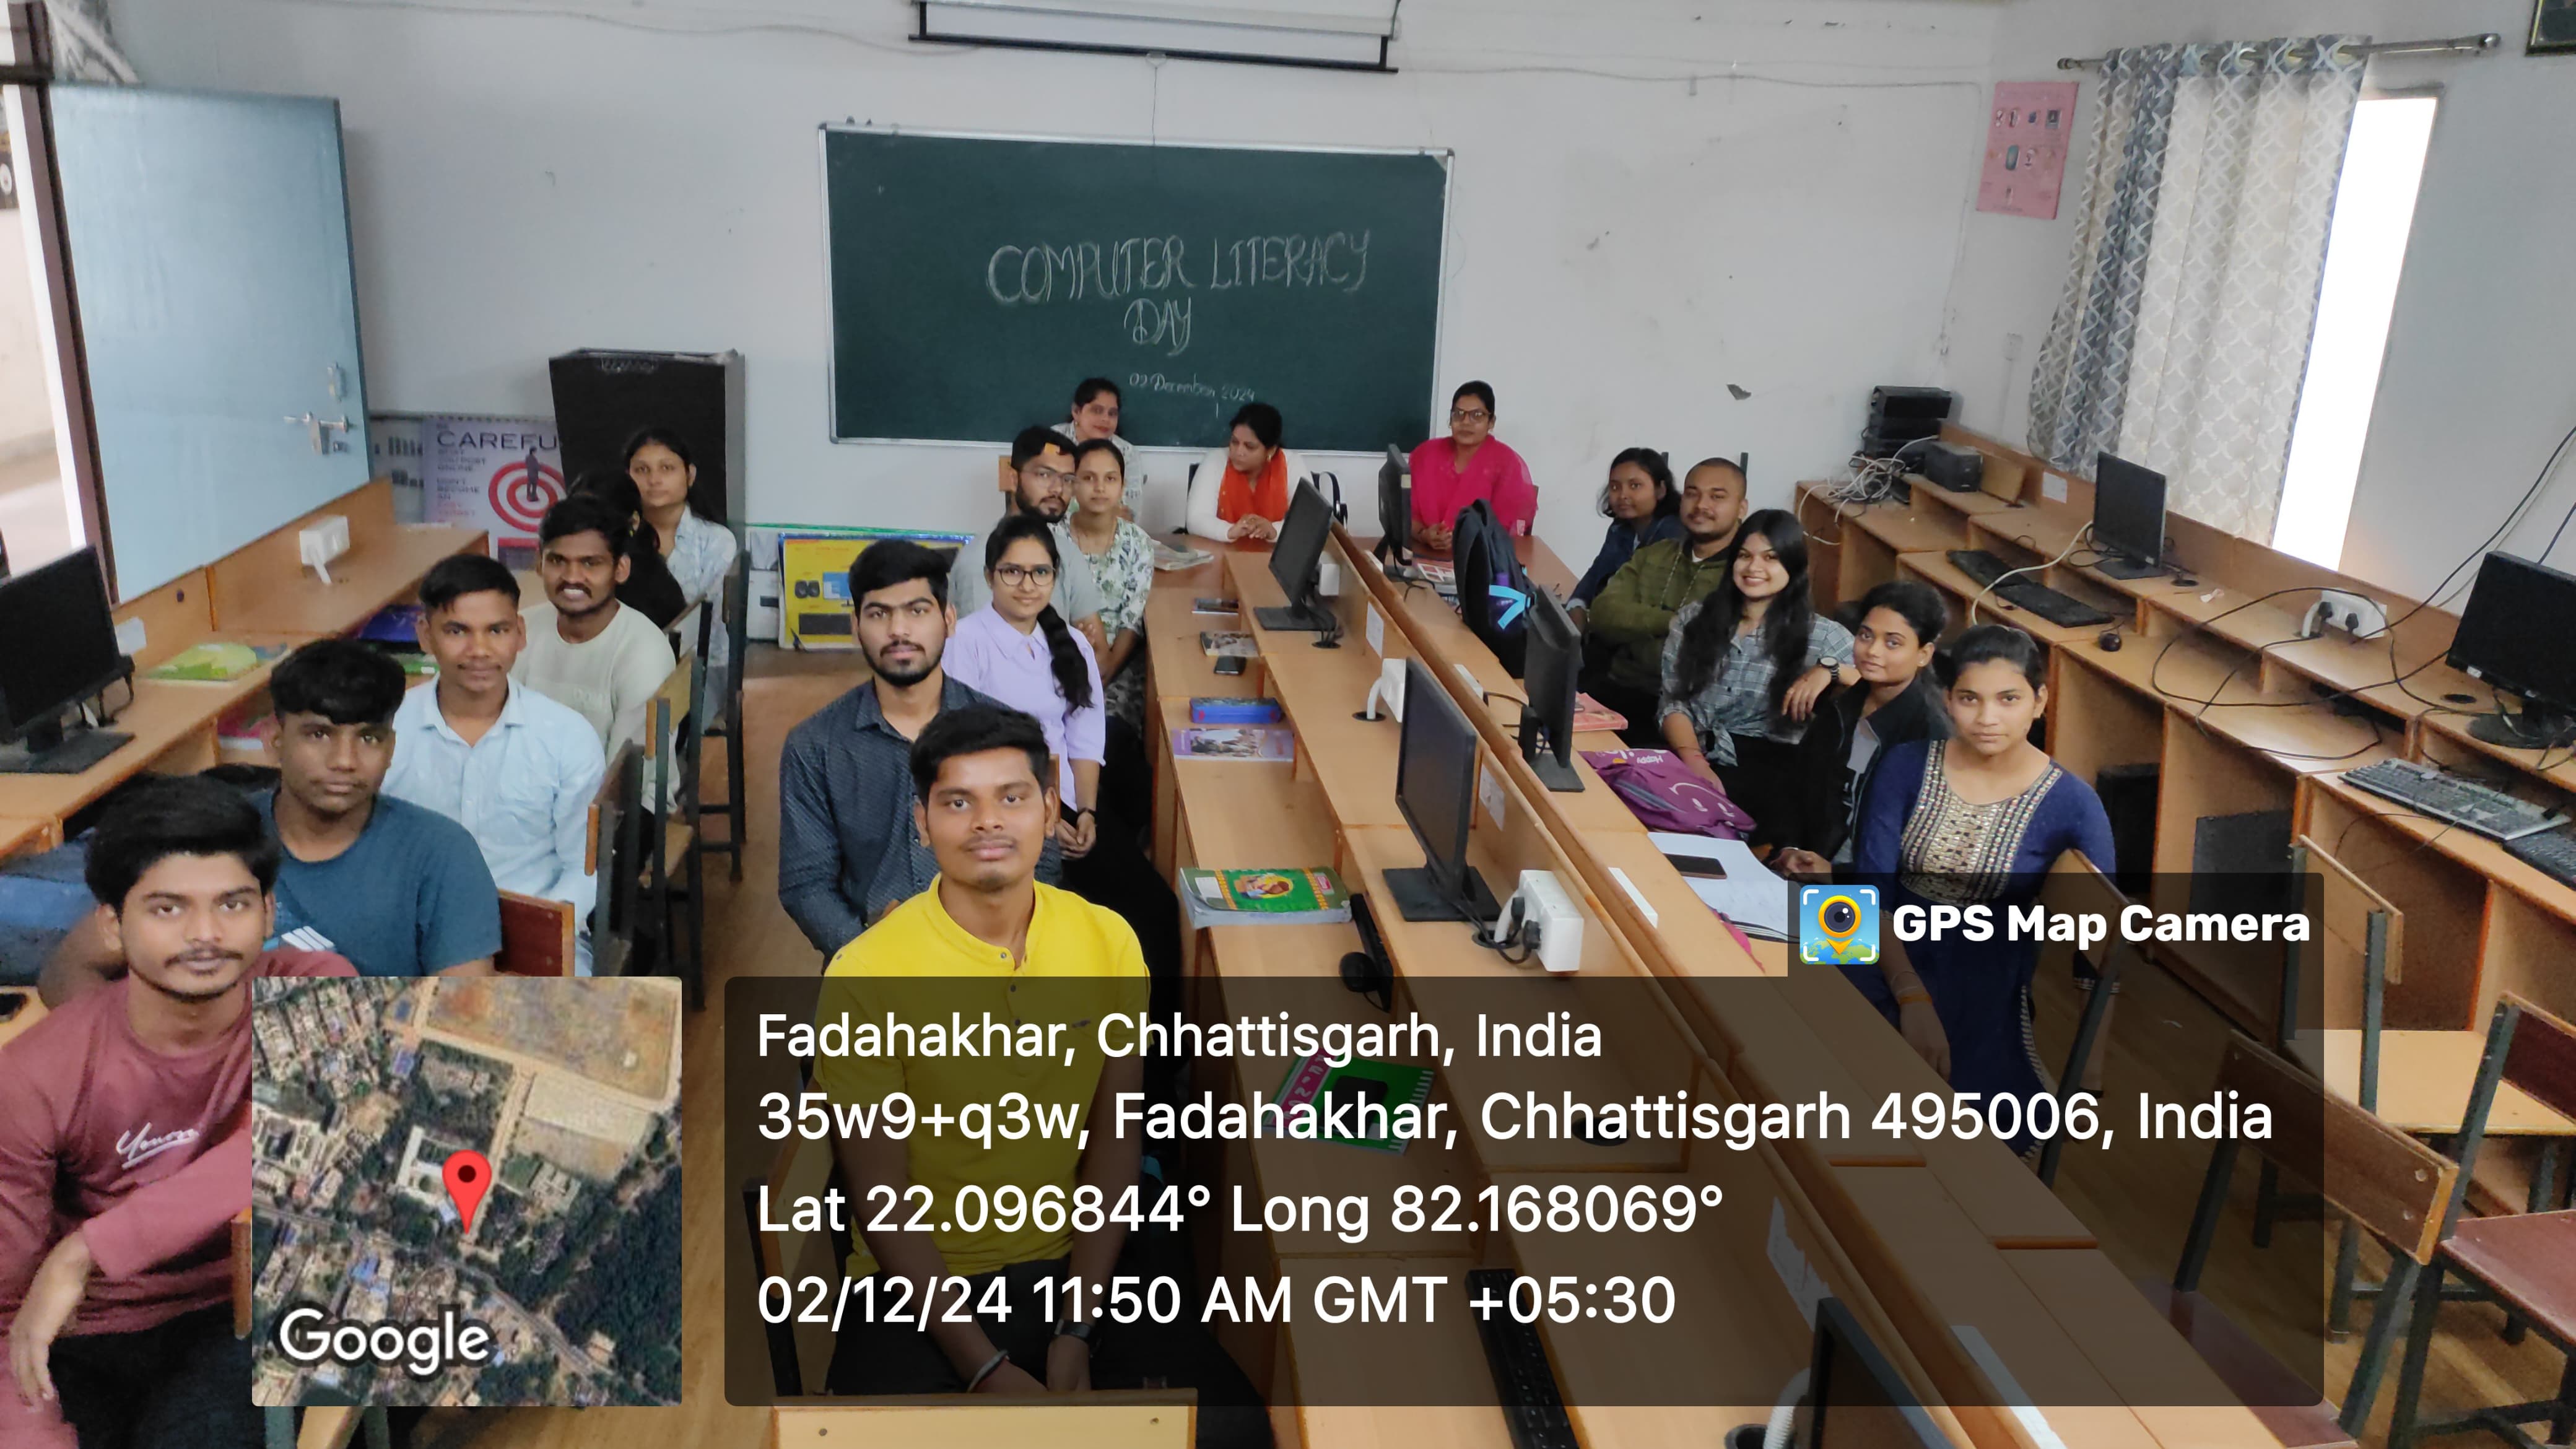 COMPUTER LITERACY
DAY
02 December 2024
CAREFU
GPS Map Camera
Fadahakhar, Chhattisgarh, India
35w9+q3w, Fadahakhar, Chhattisgarh 495006, India
Lat 22.096844° Long 82.168069°
02/12/24 11:50 AM GMT +05:30
Google